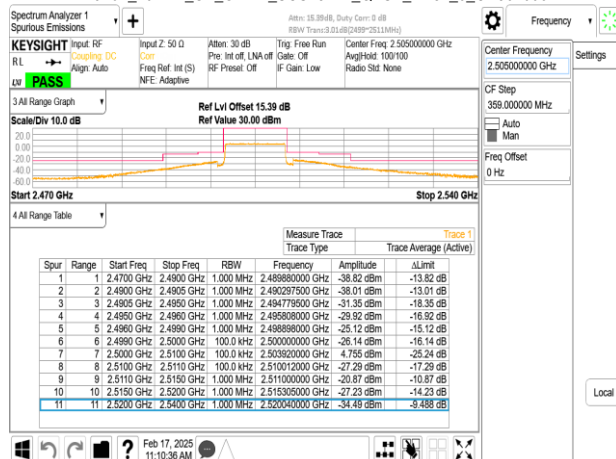 Spectrum Analyzer 1
Spurious Emissions
Attn: 15.39dB, Duty Corr: 0 dB
RBW Trans:3.01dB(2499~2511MHz)
Frequency
KEYSIGHT Input: RF Input Z: 50 Ω Atten: 30 dB Trig: Free Run Center Freq: 2.505000000 GHz
RL Coupling: DC Corr Pre: Int off, LNA off Gate: Off Avg|Hold: 100/100
Align: Auto Freq Ref: Int (S) RF Presel: Off IF Gain: Low Radio Std: None
PASS NFE: Adaptive
Center Frequency
2.505000000 GHz
Settings
CF Step
359.000000 MHz
Auto
Man
Freq Offset
0 Hz
Local
3 All Range Graph
Ref Lvl Offset 15.39 dB
Scale/Div 10.0 dB Ref Value 30.00 dBm
20.0
0.00
-20.0
-40.0
-60.0
Start 2.470 GHz Stop 2.540 GHz
4 All Range Table
Measure Trace Trace 1
Trace Type Trace Average (Active)
Spur Range Start Freq Stop Freq RBW Frequency Amplitude ΔLimit
1 1 2.4700 GHz 2.4900 GHz 1.000 MHz 2.489880000 GHz -38.82 dBm -13.82 dB
2 2 2.4900 GHz 2.4905 GHz 1.000 MHz 2.490297500 GHz -38.01 dBm -13.01 dB
3 3 2.4905 GHz 2.4950 GHz 1.000 MHz 2.494779500 GHz -31.35 dBm -18.35 dB
4 4 2.4950 GHz 2.4960 GHz 1.000 MHz 2.495808000 GHz -29.92 dBm -16.92 dB
5 5 2.4960 GHz 2.4990 GHz 1.000 MHz 2.498898000 GHz -25.12 dBm -15.12 dB
6 6 2.4990 GHz 2.5000 GHz 100.0 kHz 2.500000000 GHz -26.14 dBm -16.14 dB
7 7 2.5000 GHz 2.5100 GHz 100.0 kHz 2.503920000 GHz 4.755 dBm -25.24 dB
8 8 2.5100 GHz 2.5110 GHz 100.0 kHz 2.510012000 GHz -27.29 dBm -17.29 dB
9 9 2.5110 GHz 2.5150 GHz 1.000 MHz 2.511000000 GHz -20.87 dBm -10.87 dB
10 10 2.5150 GHz 2.5200 GHz 1.000 MHz 2.515305000 GHz -27.23 dBm -14.23 dB
11 11 2.5200 GHz 2.5400 GHz 1.000 MHz 2.520040000 GHz -34.49 dBm -9.488 dB
Feb 17, 2025
11:10:36 AM